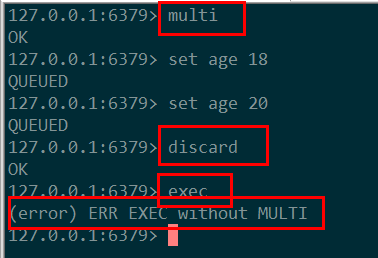 127.0.0.1:6379> multi
OK
127.0.0.1:6379> set age 18
QUEUED
127.0.0.1:6379> set age 20
QUEUED
127.0.0.1:6379> discard
OK
127.0.0.1:6379> exec
(error) ERR EXEC without MULTI
127.0.0.1:6379>